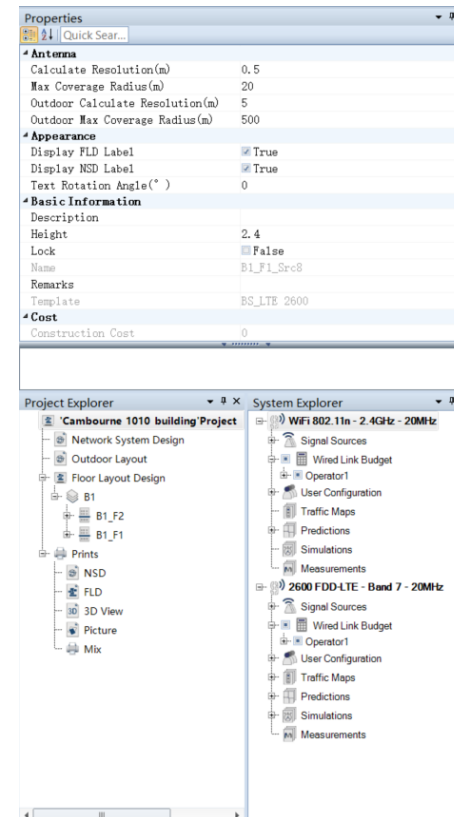 Properties
Quick Sear...
Antenna
Calculate Resolution(m) 0.5
Max Coverage Radius(m) 20
Outdoor Calculate Resolution(m) 5
Outdoor Max Coverage Radius(m) 500
Appearance
Display FLD Label True
Display NSD Label True
Text Rotation Angle(°) 0
Basic Information
Description
Height 2.4
Lock False
Name B1_F1_Src8
Remarks
Template BS_LTE 2600
Cost
Construction Cost 0
Project Explorer
'Cambourne 1010 building'Project
Network System Design
Outdoor Layout
Floor Layout Design
B1
B1_F2
B1_F1
Prints
NSD
FLD
3D View
Picture
Mix
System Explorer
WiFi 802.11n - 2.4GHz - 20MHz
Signal Sources
Wired Link Budget
Operator1
User Configuration
Traffic Maps
Predictions
Simulations
Measurements
2600 FDD-LTE - Band 7 - 20MHz
Signal Sources
Wired Link Budget
Operator1
User Configuration
Traffic Maps
Predictions
Simulations
Measurements